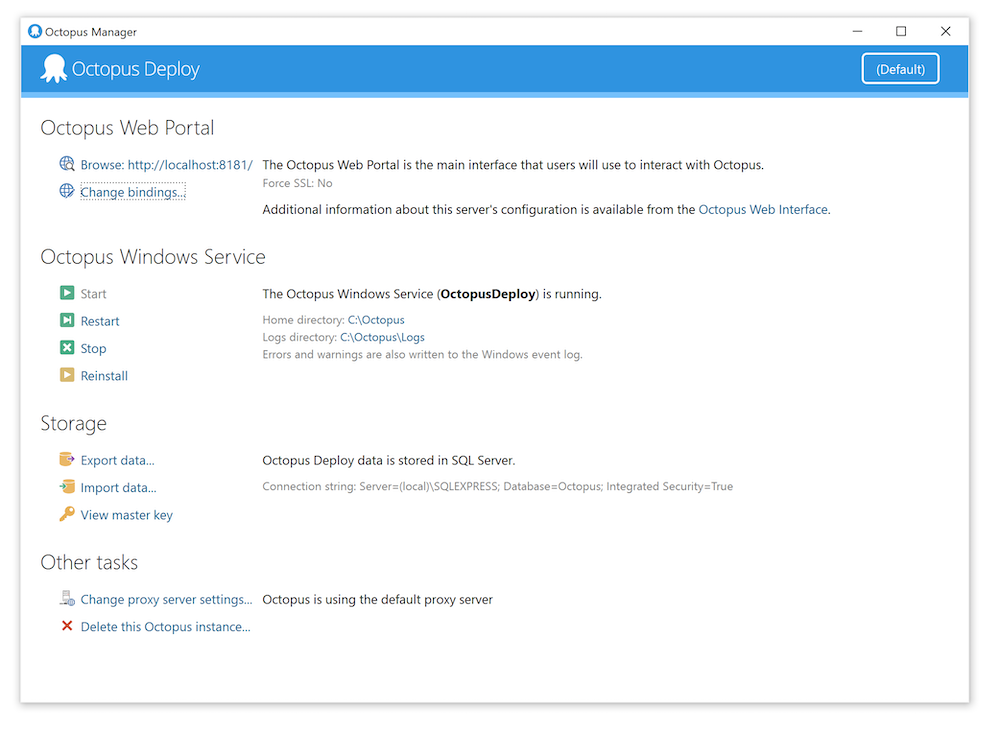 Octopus Manager
Octopus Deploy
(Default)
Octopus Web Portal
Browse: http://localhost:8181/ The Octopus Web Portal is the main interface that users will use to interact with Octopus.
Force SSL: No
Change bindings...
Additional information about this server's configuration is available from the Octopus Web Interface.
Octopus Windows Service
Start The Octopus Windows Service (OctopusDeploy) is running.
Restart Home directory: C:\Octopus
Logs directory: C:\Octopus\Logs
Stop Errors and warnings are also written to the Windows event log.
Reinstall
Storage
Export data... Octopus Deploy data is stored in SQL Server.
Import data... Connection string: Server=(local)\SQLEXPRESS; Database=Octopus; Integrated Security=True
View master key
Other tasks
Change proxy server settings... Octopus is using the default proxy server
Delete this Octopus instance...